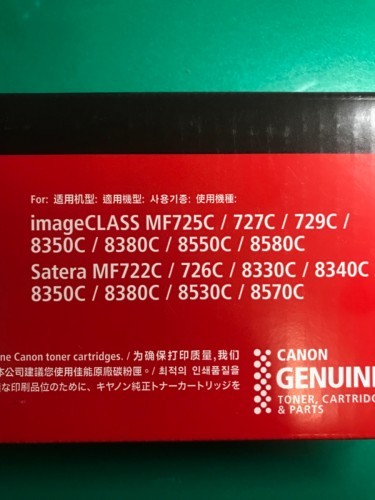 For: 适用机型: 適用機型: 사용기종: 使用機種:
imageCLASS MF725C / 727C / 729C /
8350C / 8380C / 8550C / 8580C
Satera MF722C / 726C / 8330C / 8340C
8350C / 8380C / 8530C / 8570C
ne Canon toner cartridges. / 为确保打印质量,我们
本公司建議您使用佳能原廠碳粉匣。/ 최적의 인쇄품질을
な印刷品位のために、キヤノン純正トナーカートリッジを
CANON
GENUINE
TONER, CARTRIDG
& PARTS